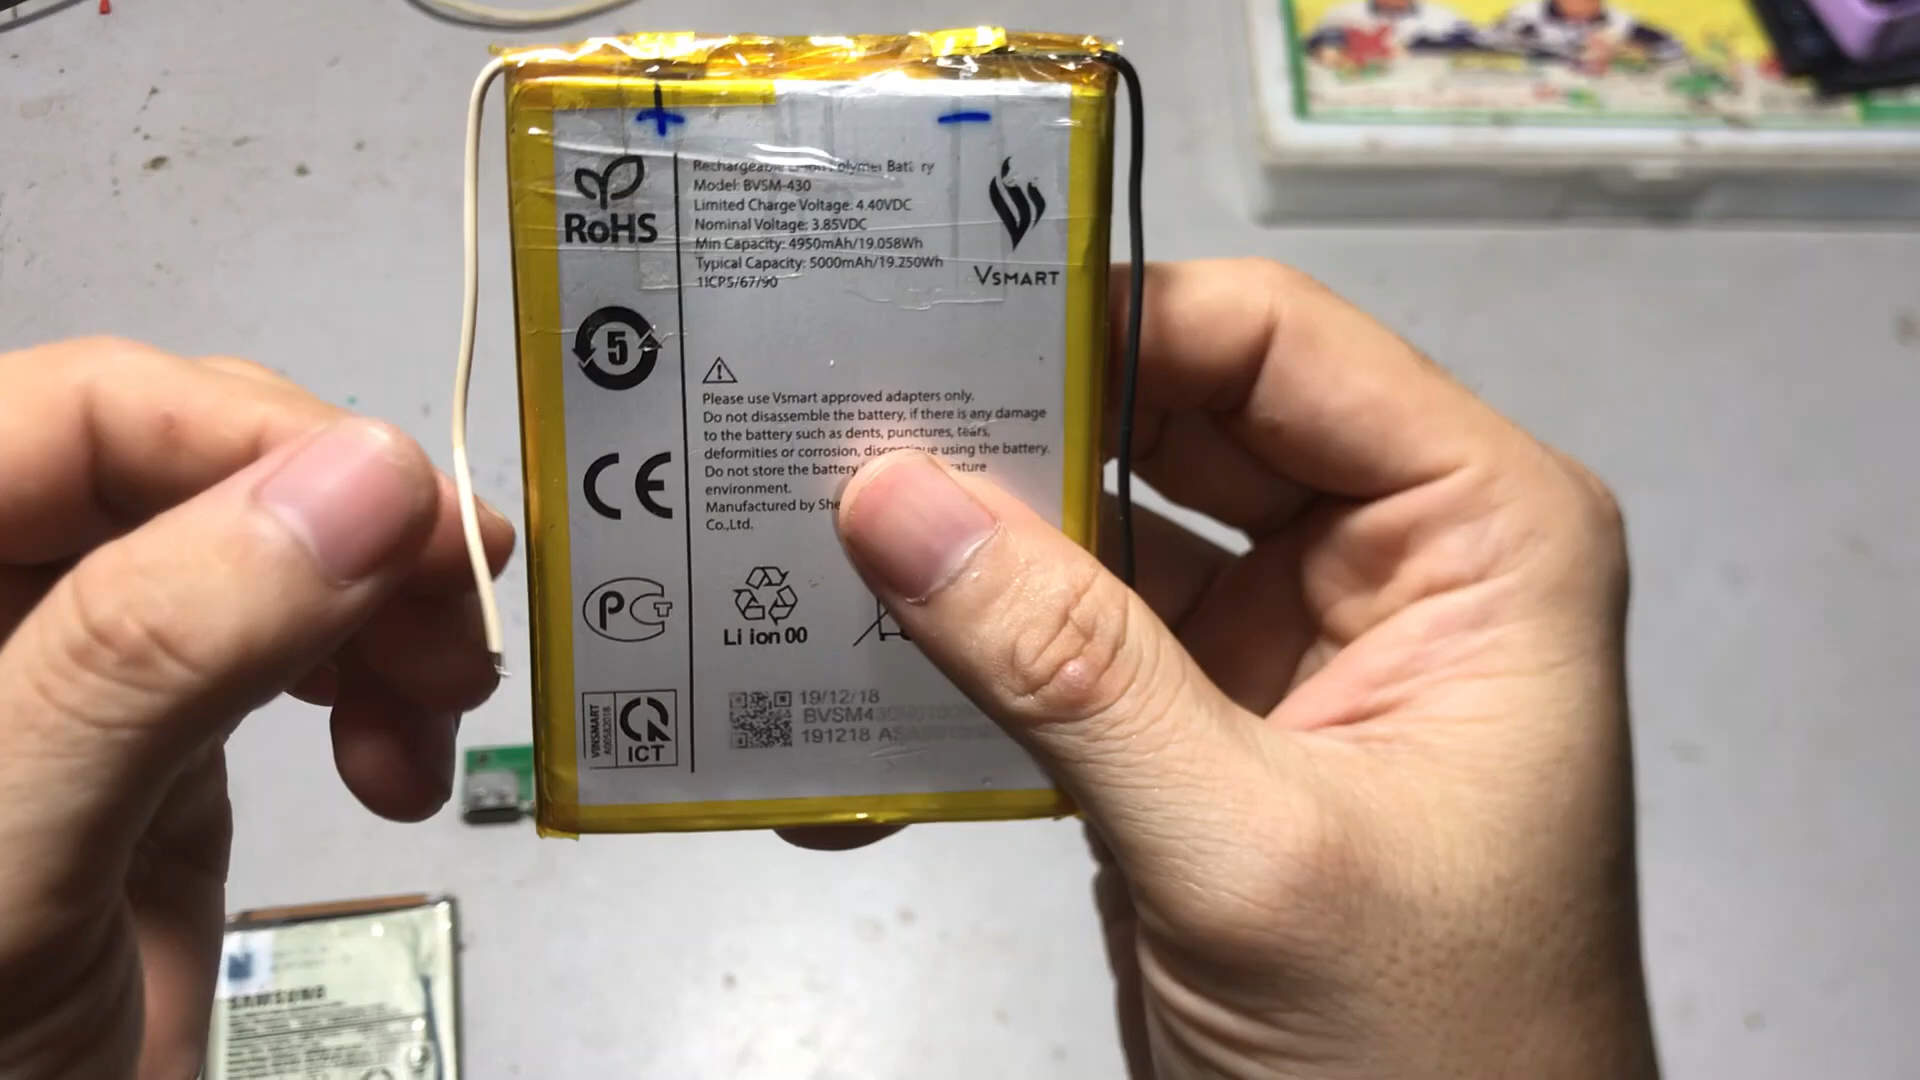 + −
RoHS
Rechargeable Polymer Battery
Model: BVSM-430
Limited Charge Voltage: 4.40VDC
Nominal Voltage: 3.85VDC
Min Capacity: 4950mAh/19.058Wh
Typical Capacity: 5000mAh/19.250Wh
1ICP5/67/90
VSMART
5
Please use Vsmart approved adapters only.
Do not disassemble the battery, if there is any damage
to the battery such as dents, punctures, tears,
deformities or corrosion, discontinue using the battery.
Do not store the battery
environment.
Manufactured by
Co.,Ltd.
CE
PCT
Li ion 00
VINSMART
A00582018
ICT
19/12/18
BVSM4
191218
SAMSUNG